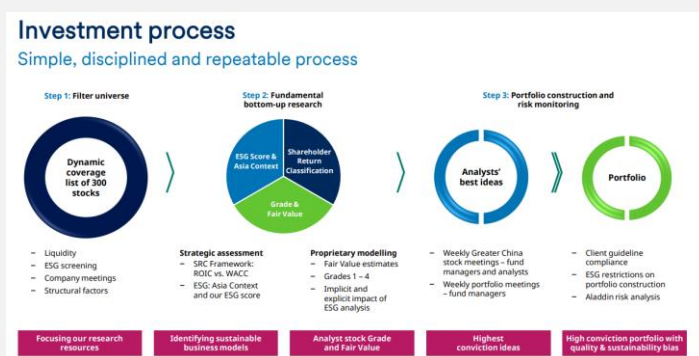 Investment process
Simple, disciplined and repeatable process
Step 1: Filter universe
Dynamic
coverage
list of 300
stocks
– Liquidity
– ESG screening
– Company meetings
– Structural factors
Focusing our research
resources
Step 2: Fundamental
bottom-up research
ESG Score &
Asia Context
Shareholder
Return
Classification
Grade &
Fair Value
Strategic assessment
– SRC Framework:
ROIC vs. WACC
– ESG: Asia Context
and our ESG score
Identifying sustainable
business models
Proprietary modelling
– Fair Value estimates
– Grades 1 – 4
– Implicit and
explicit impact of
ESG analysis
Analyst stock Grade
and Fair Value
Step 3: Portfolio construction and
risk monitoring
Analysts'
best ideas
– Weekly Greater China
stock meetings – fund
managers and analysts
– Weekly portfolio meetings
– fund managers
Highest
conviction ideas
Portfolio
– Client guideline
compliance
– ESG restrictions on
portfolio construction
– Aladdin risk analysis
High conviction portfolio with
quality & sustainability bias